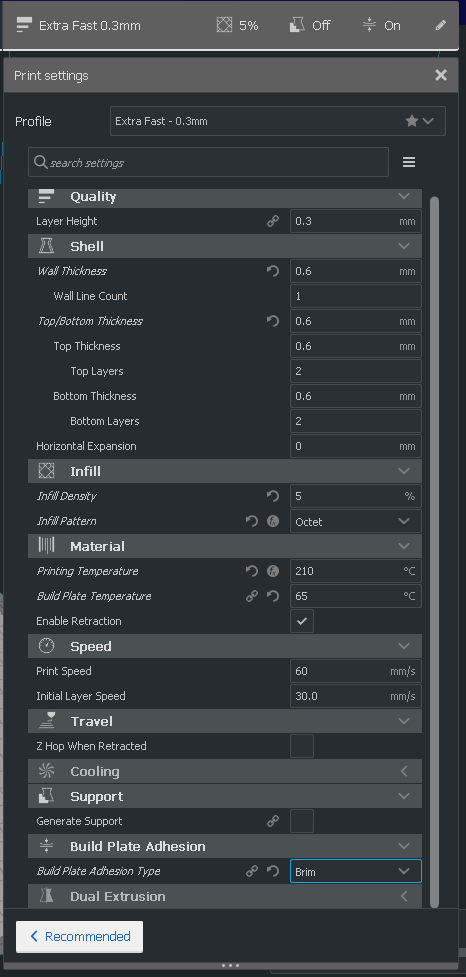 Extra Fast 0.3mm 5% Off On
Print settings
Profile Extra Fast - 0.3mm
search settings
Quality
Layer Height 0.3 mm
Shell
Wall Thickness 0.6 mm
Wall Line Count 1
Top/Bottom Thickness 0.6 mm
Top Thickness 0.6 mm
Top Layers 2
Bottom Thickness 0.6 mm
Bottom Layers 2
Horizontal Expansion 0 mm
Infill
Infill Density 5 %
Infill Pattern Octet
Material
Printing Temperature 210 °C
Build Plate Temperature 65 °C
Enable Retraction
Speed
Print Speed 60 mm/s
Initial Layer Speed 30.0 mm/s
Travel
Z Hop When Retracted
Cooling
Support
Generate Support
Build Plate Adhesion
Build Plate Adhesion Type Brim
Dual Extrusion
Recommended